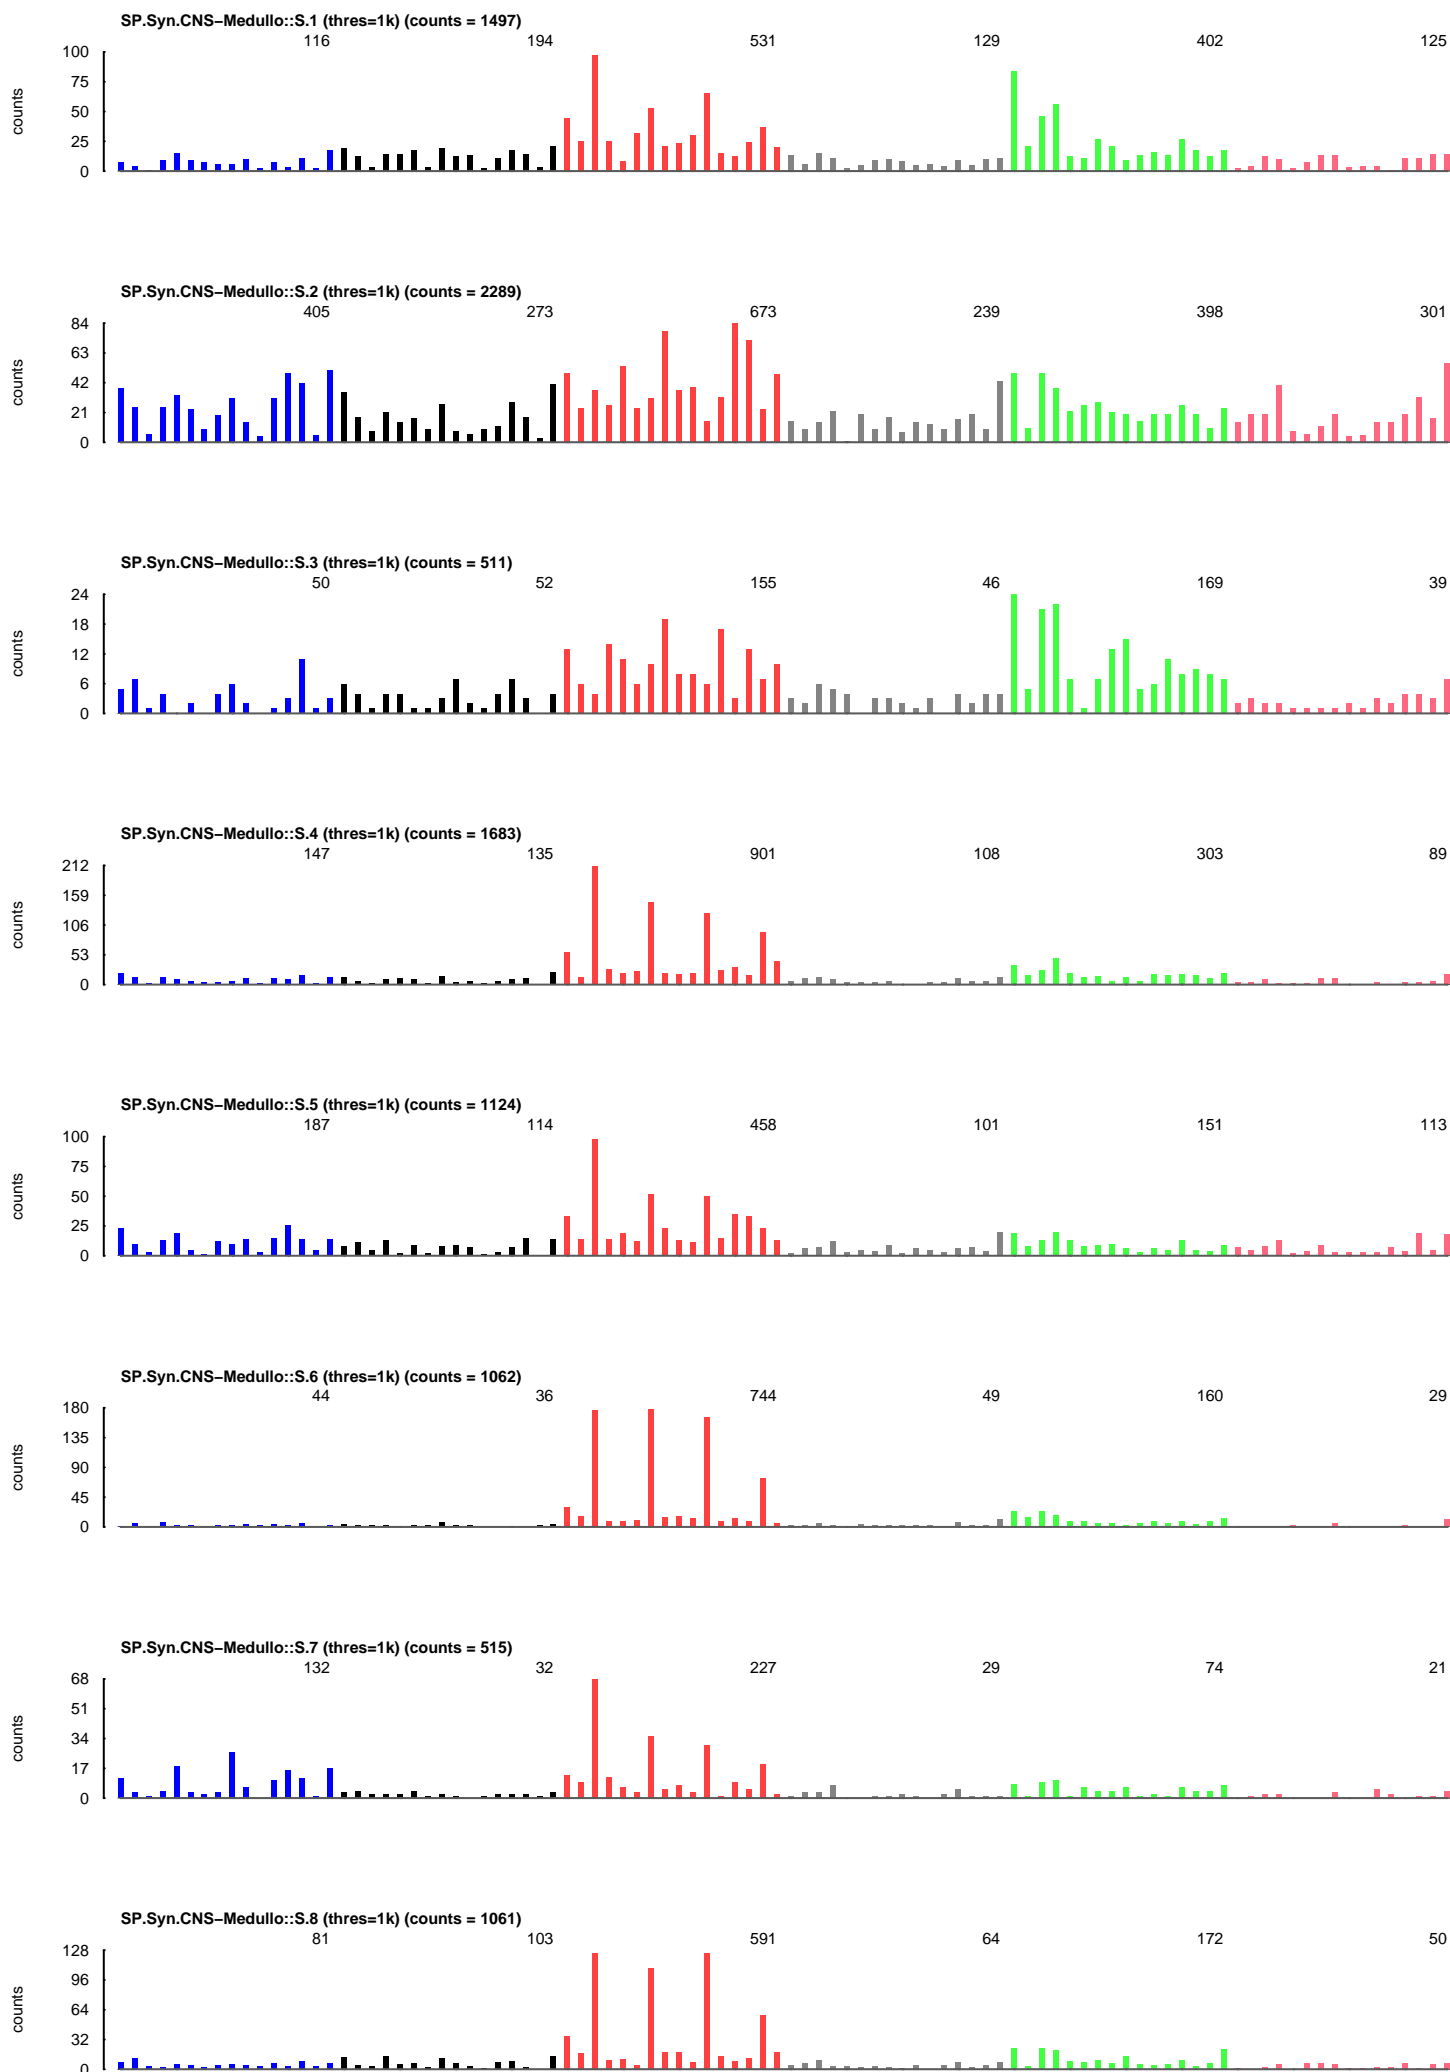 SP.Syn.CNS−Medullo::S.1 (thres=1k) (counts = 1497)
116 194 531 129 402 125
100
75
50
25
0
counts
SP.Syn.CNS−Medullo::S.2 (thres=1k) (counts = 2289)
405 273 673 239 398 301
84
63
42
21
0
counts
SP.Syn.CNS−Medullo::S.3 (thres=1k) (counts = 511)
50 52 155 46 169 39
24
18
12
6
0
counts
SP.Syn.CNS−Medullo::S.4 (thres=1k) (counts = 1683)
147 135 901 108 303 89
212
159
106
53
0
counts
SP.Syn.CNS−Medullo::S.5 (thres=1k) (counts = 1124)
187 114 458 101 151 113
100
75
50
25
0
counts
SP.Syn.CNS−Medullo::S.6 (thres=1k) (counts = 1062)
44 36 744 49 160 29
180
135
90
45
0
counts
SP.Syn.CNS−Medullo::S.7 (thres=1k) (counts = 515)
132 32 227 29 74 21
68
51
34
17
0
counts
SP.Syn.CNS−Medullo::S.8 (thres=1k) (counts = 1061)
81 103 591 64 172 50
128
96
64
32
0
counts